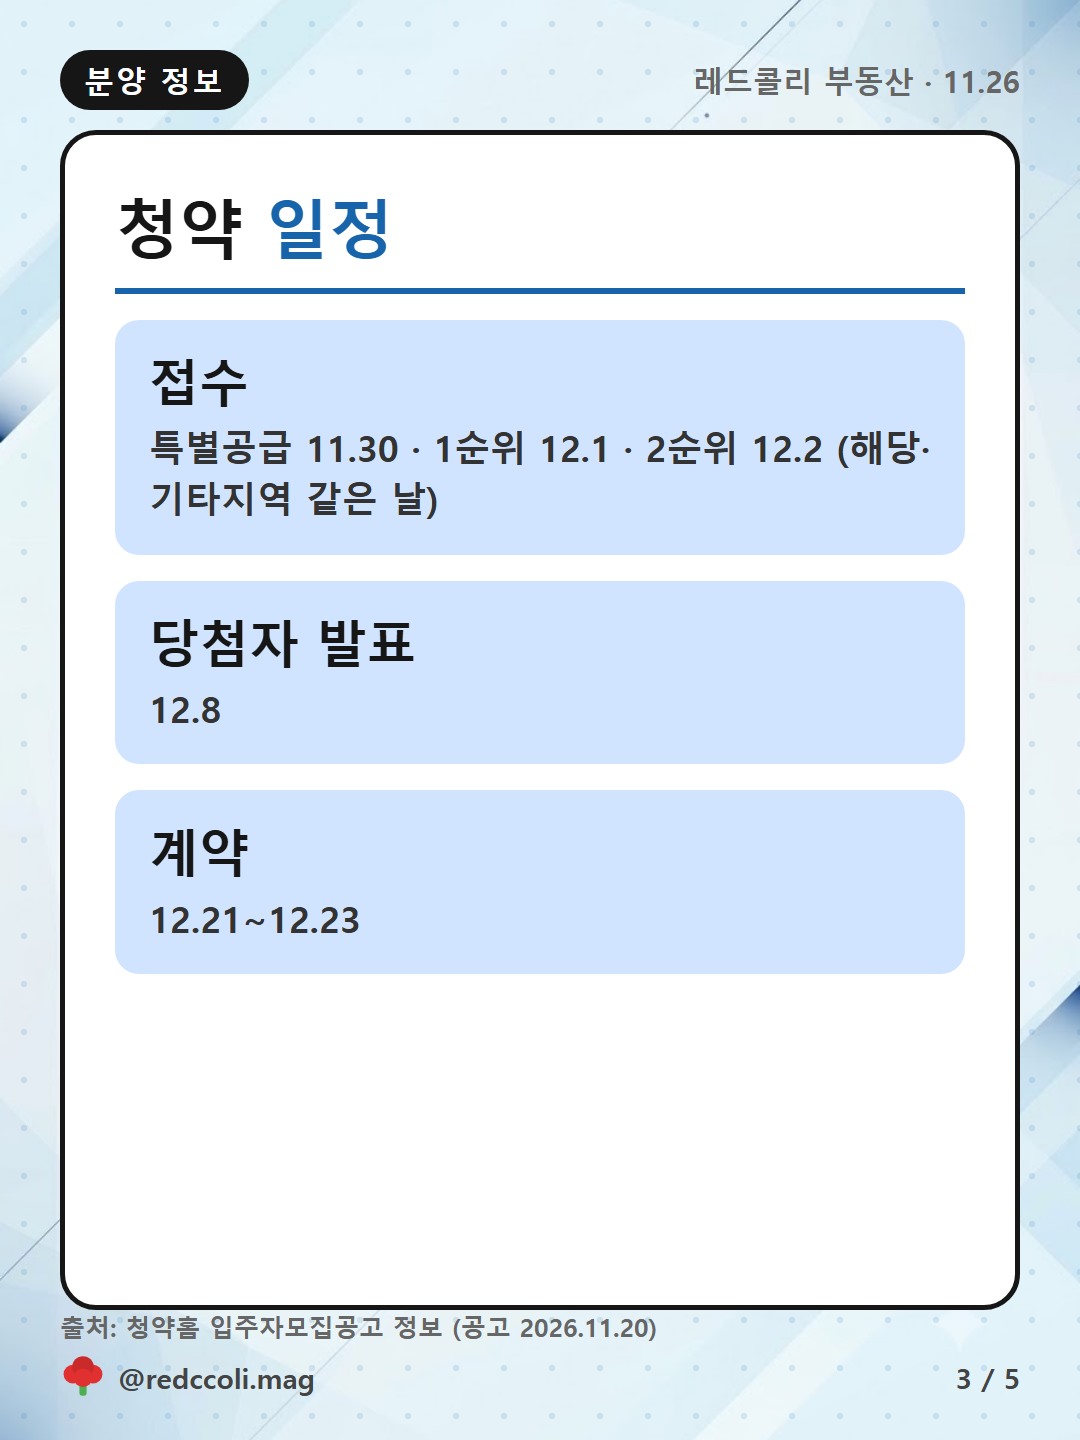 분양 정보
레드콜리 부동산 · 11.26
청약 일정
접수
특별공급 11.30 · 1순위 12.1 · 2순위 12.2 (해당·
기타지역 같은 날)
당첨자 발표
12.8
계약
12.21~12.23
출처: 청약홈 입주자모집공고 정보 (공고 2026.11.20)
@redccoli.mag
3 / 5